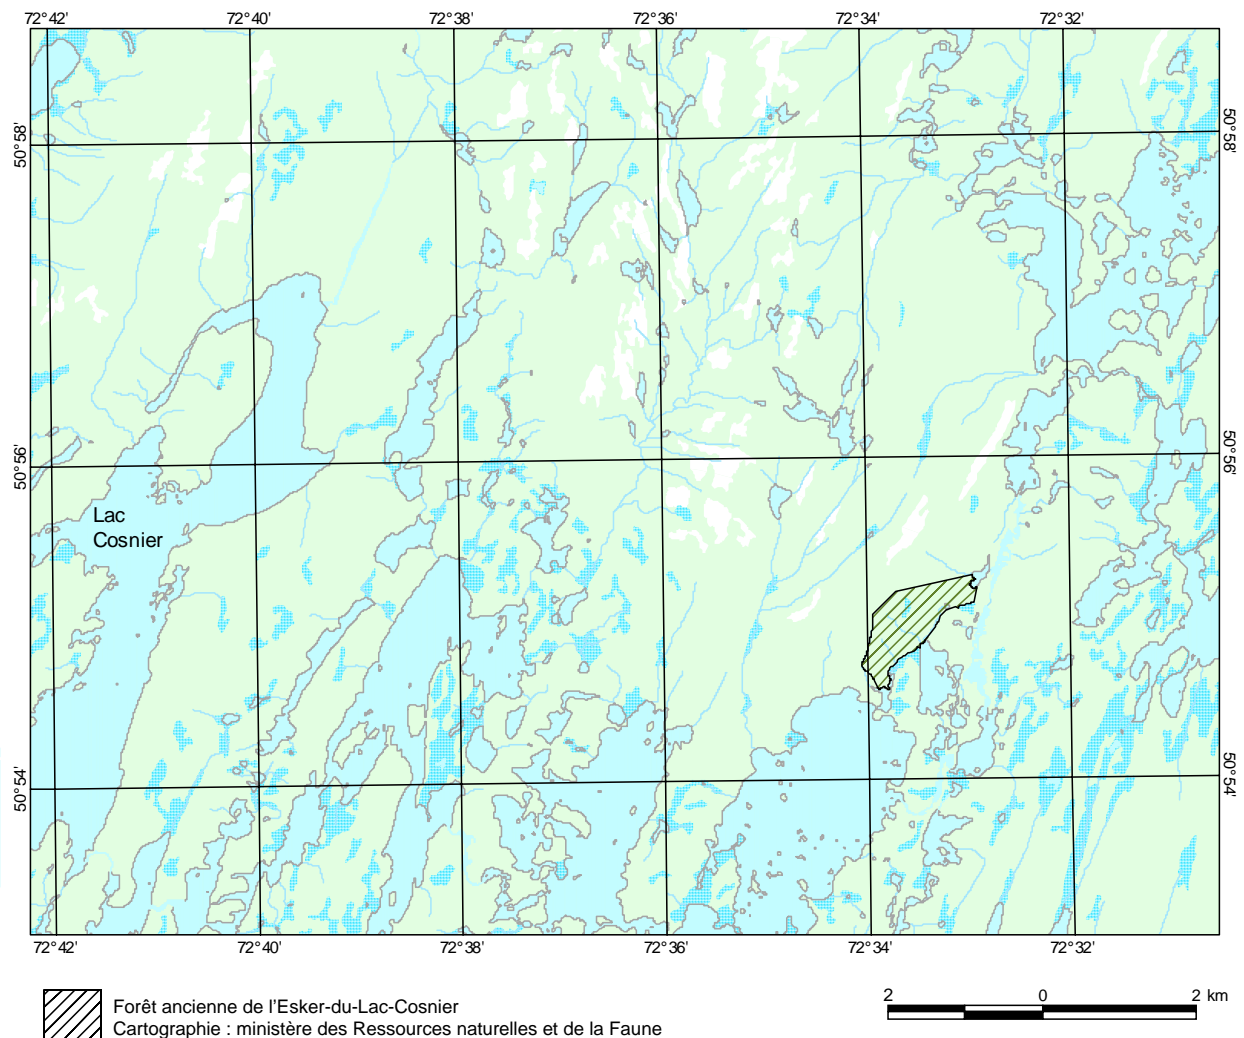 72°42' 72°40' 72°38' 72°36' 72°34' 72°32'
50°58' 50°58'
50°56' 50°56'
Lac
Cosnier
50°54' 50°54'
72°42' 72°40' 72°38' 72°36' 72°34' 72°32'
Forêt ancienne de l'Esker-du-Lac-Cosnier
Cartographie : ministère des Ressources naturelles et de la Faune
2 0 2 km